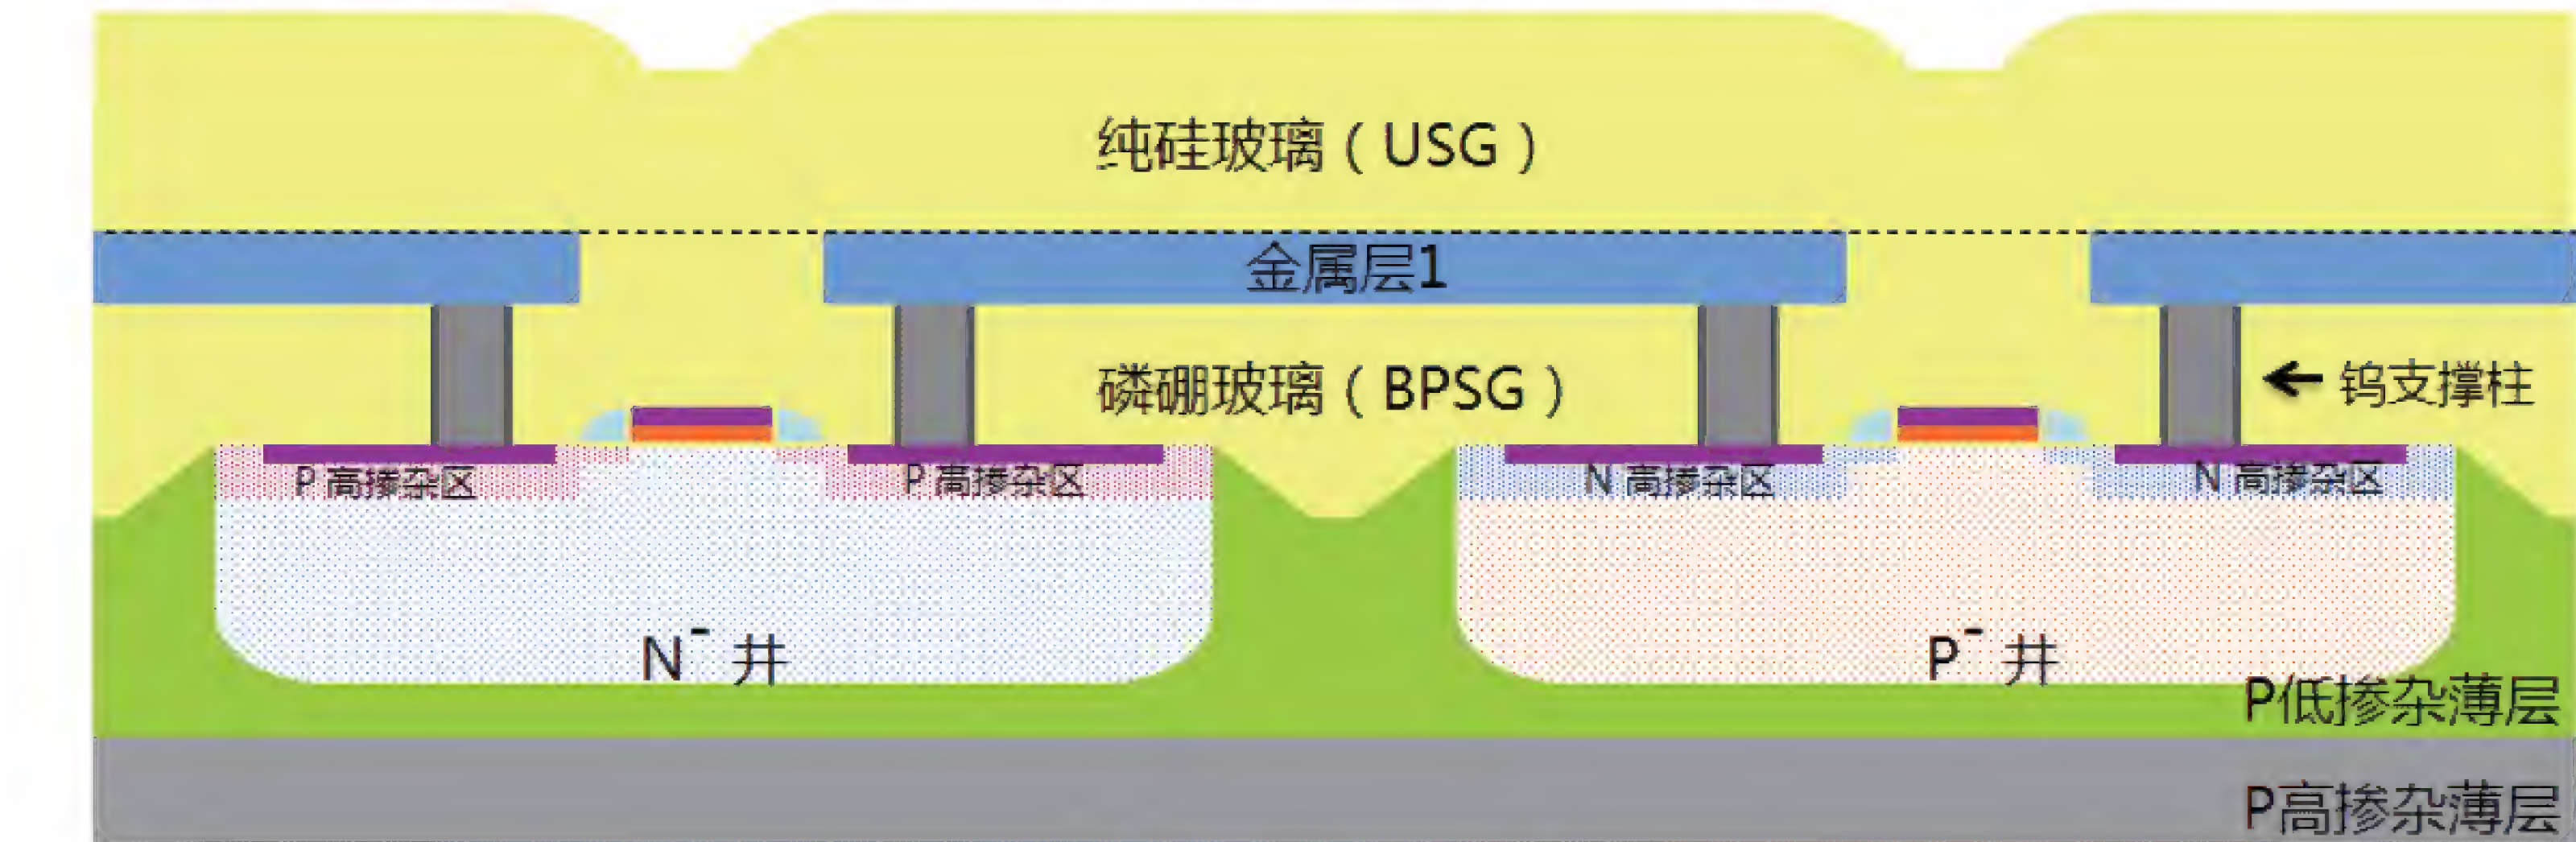 纯硅玻璃（USG）
金属层1
磷硼玻璃（BPSG）
钨支撑柱
P 高掺杂区
P 高掺杂区
N 高掺杂区
N 高掺杂区
N⁻ 井
P⁻ 井
P低掺杂薄层
P高掺杂薄层